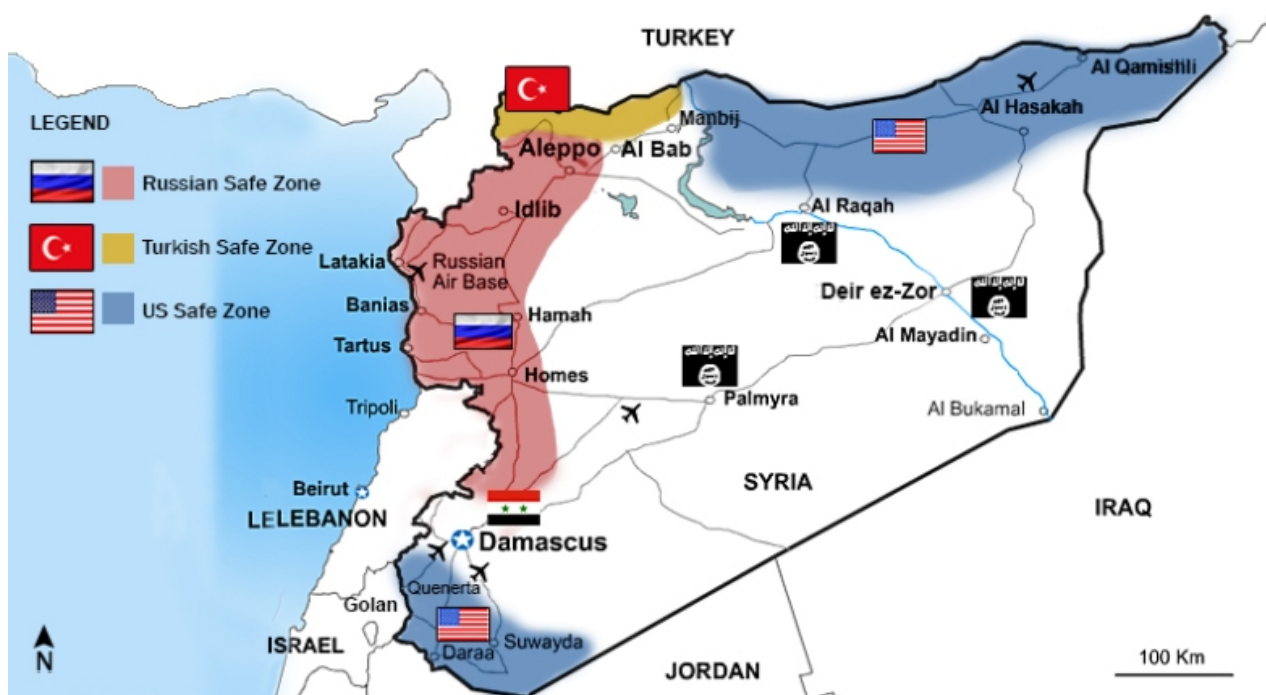 TURKEY
LEGEND
Russian Safe Zone
Turkish Safe Zone
US Safe Zone
Al Qamishli
Al Hasakah
Manbij
Al Bab
Aleppo
Idlib
Al Raqah
Latakia
Russian
Air Base
Banias
Hamah
Deir ez-Zor
Al Mayadin
Tartus
Homes
Palmyra
Al Bukamal
Tripoli
SYRIA
IRAQ
Beirut
LELEBANON
Damascus
Quenerta
Golan
ISRAEL
Suwayda
Daraa
JORDAN
N
100 Km